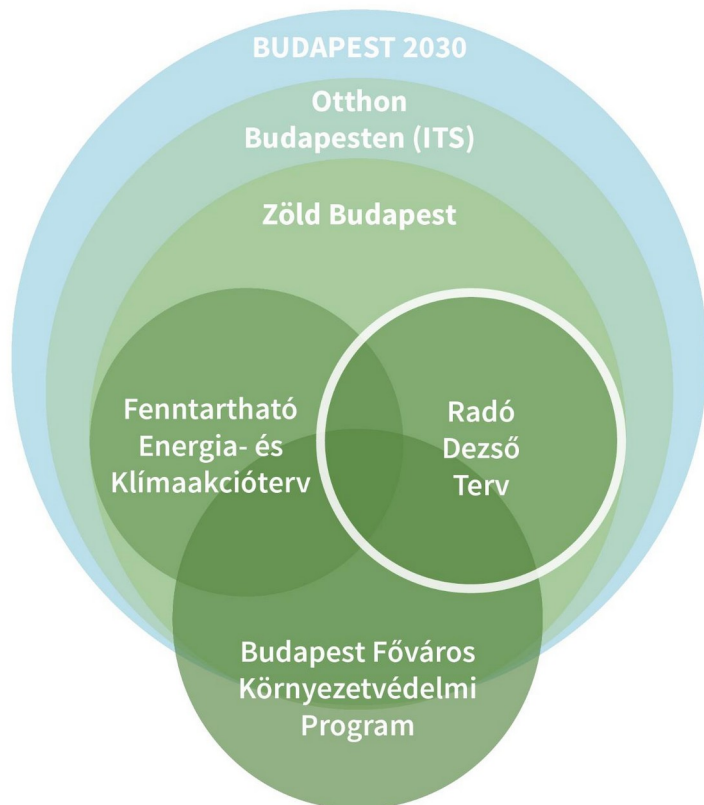 BUDAPEST 2030
Otthon
Budapesten (ITS)
Zöld Budapest
Fenntartható
Energia- és
Klímaakcióterv
Radó
Dezső
Terv
Budapest Főváros
Környezetvédelmi
Program